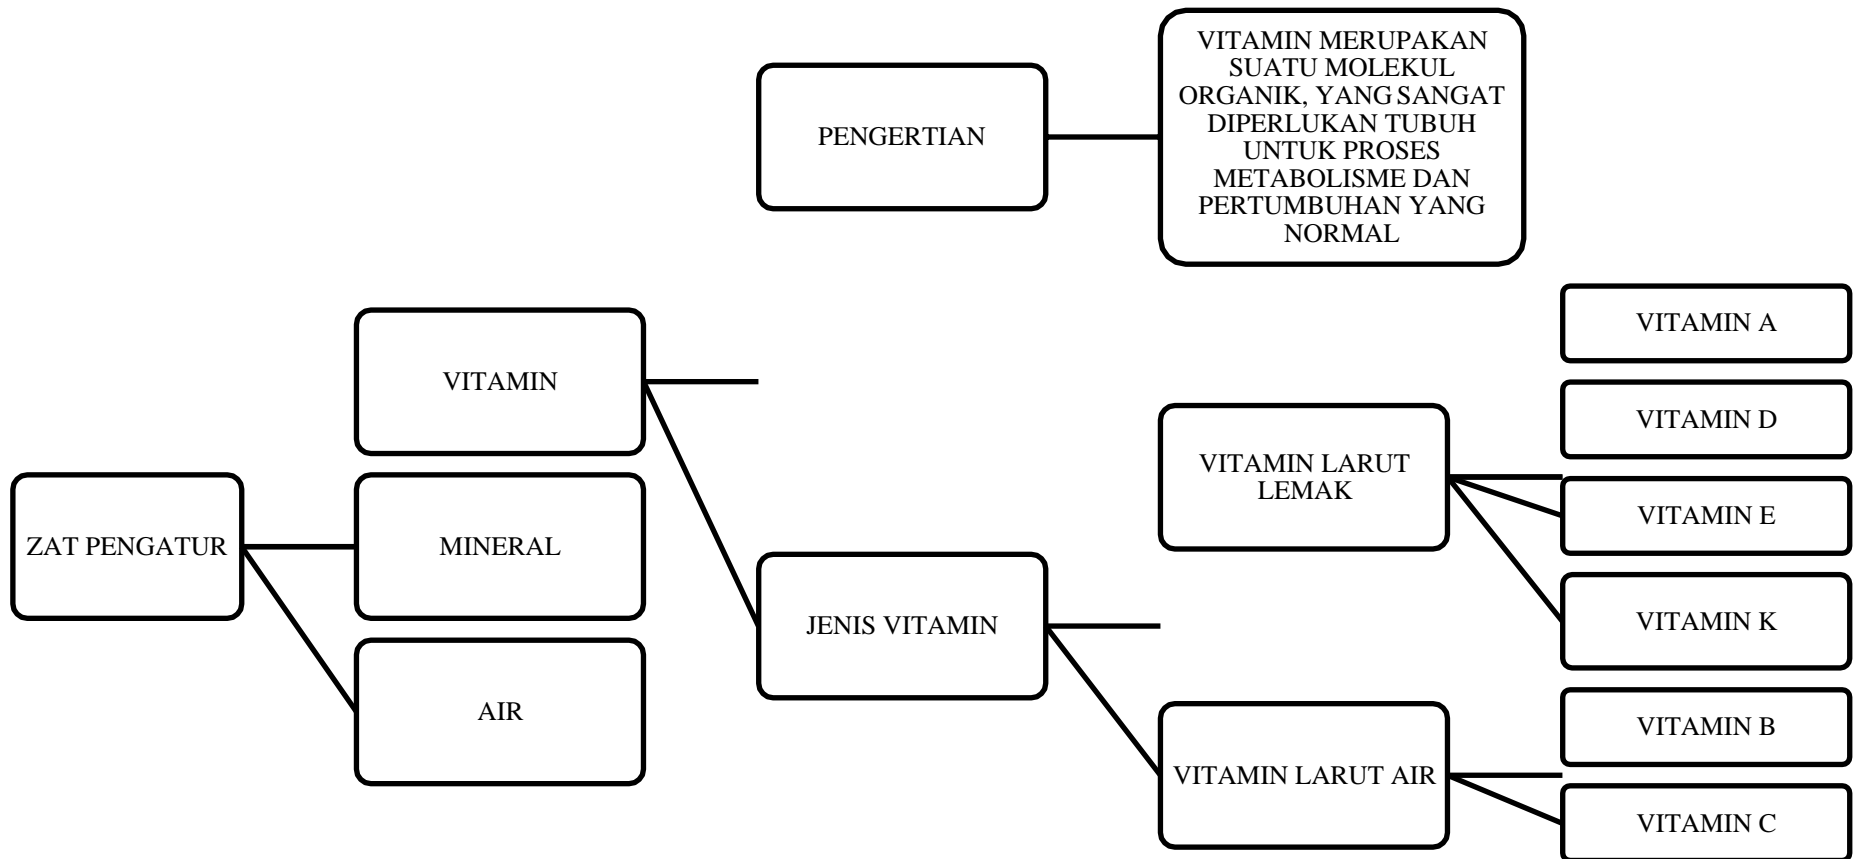 VITAMIN MERUPAKAN
SUATU MOLEKUL
ORGANIK, YANG SANGAT
DIPERLUKAN TUBUH
UNTUK PROSES
METABOLISME DAN
PERTUMBUHAN YANG
NORMAL
PENGERTIAN
VITAMIN A
VITAMIN
VITAMIN D
VITAMIN LARUT
LEMAK
VITAMIN E
ZAT PENGATUR
MINERAL
JENIS VITAMIN
VITAMIN K
AIR
VITAMIN B
VITAMIN LARUT AIR
VITAMIN C